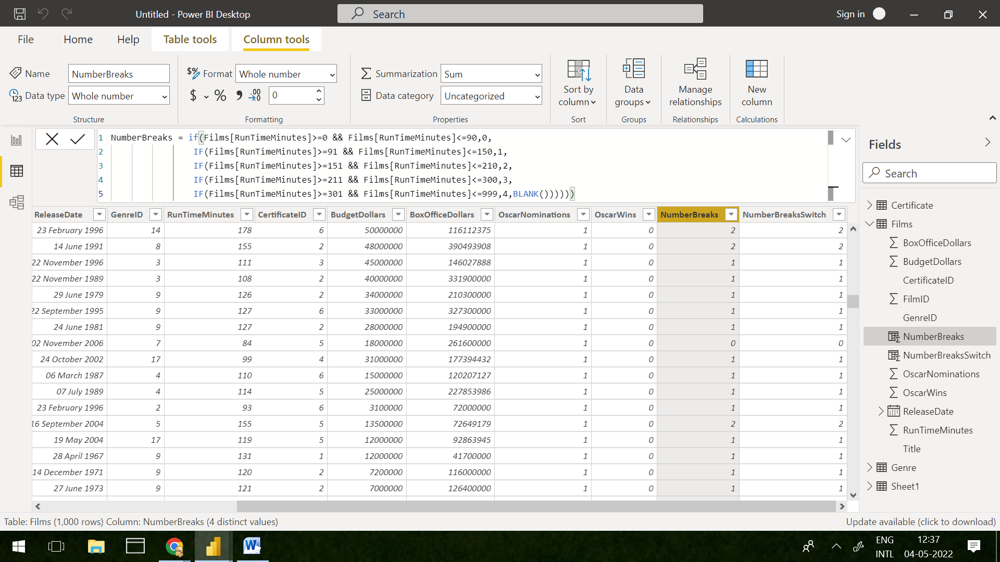 Untitled - Power BI Desktop
Search
Sign in
File Home Help Table tools Column tools
Name NumberBreaks
Data type Whole number
Structure
$% Format Whole number
$ % 0
Formatting
Summarization Sum
Data category Uncategorized
Properties
Sort by column
Sort
Data groups
Groups
Manage relationships
Relationships
New column
Calculations
1 NumberBreaks = if(Films[RunTimeMinutes]>=0 && Films[RunTimeMinutes]<=90,0,
2 IF(Films[RunTimeMinutes]>=91 && Films[RunTimeMinutes]<=150,1,
3 IF(Films[RunTimeMinutes]>=151 && Films[RunTimeMinutes]<=210,2,
4 IF(Films[RunTimeMinutes]>=211 && Films[RunTimeMinutes]<=300,3,
5 IF(Films[RunTimeMinutes]>=301 && Films[RunTimeMinutes]<=999,4,BLANK())))))
ReleaseDate GenreID RunTimeMinutes CertificateID BudgetDollars BoxOfficeDollars OscarNominations OscarWins NumberBreaks NumberBreaksSwitch
23 February 1996 14 178 6 50000000 116112375 1 0 2 2
14 June 1991 8 155 2 48000000 390493908 1 0 2 2
22 November 1996 3 111 3 45000000 146027888 1 0 1 1
22 November 1989 3 108 2 40000000 331900000 1 0 1 1
29 June 1979 9 126 2 34000000 210300000 1 0 1 1
22 September 1995 9 127 6 33000000 327300000 1 0 1 1
24 June 1981 9 127 2 28000000 194900000 1 0 1 1
02 November 2006 7 84 5 18000000 261600000 1 0 0 0
24 October 2002 17 99 4 31000000 177394432 1 0 1 1
06 March 1987 4 110 6 15000000 120207127 1 0 1 1
07 July 1989 4 114 5 25000000 227853986 1 0 1 1
23 February 1996 2 93 6 3100000 72000000 1 0 1 1
16 September 2004 5 155 5 13500000 72649179 1 0 2 2
19 May 2004 17 119 5 12000000 92863945 1 0 1 1
28 April 1967 9 131 1 12000000 41700000 1 0 1 1
14 December 1971 9 120 2 7200000 116000000 1 0 1 1
27 June 1973 9 121 2 7000000 126400000 1 0 1 1
Fields
Search
Certificate
Films
BoxOfficeDollars
BudgetDollars
CertificateID
FilmID
GenreID
NumberBreaks
NumberBreaksSwitch
OscarNominations
OscarWins
ReleaseDate
RunTimeMinutes
Title
Genre
Sheet1
Table: Films (1,000 rows) Column: NumberBreaks (4 distinct values)
Update available (click to download)
ENG
INTL
12:37
04-05-2022